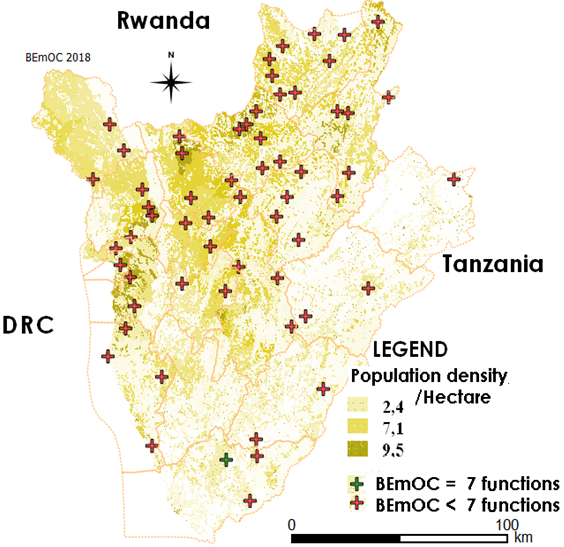 Rwanda
BEmOC 2018
N
Tanzania
DRC
LEGEND
Population density
/Hectare
2,4
7,1
9,5
BEmOC = 7 functions
BEmOC < 7 functions
0 100
km